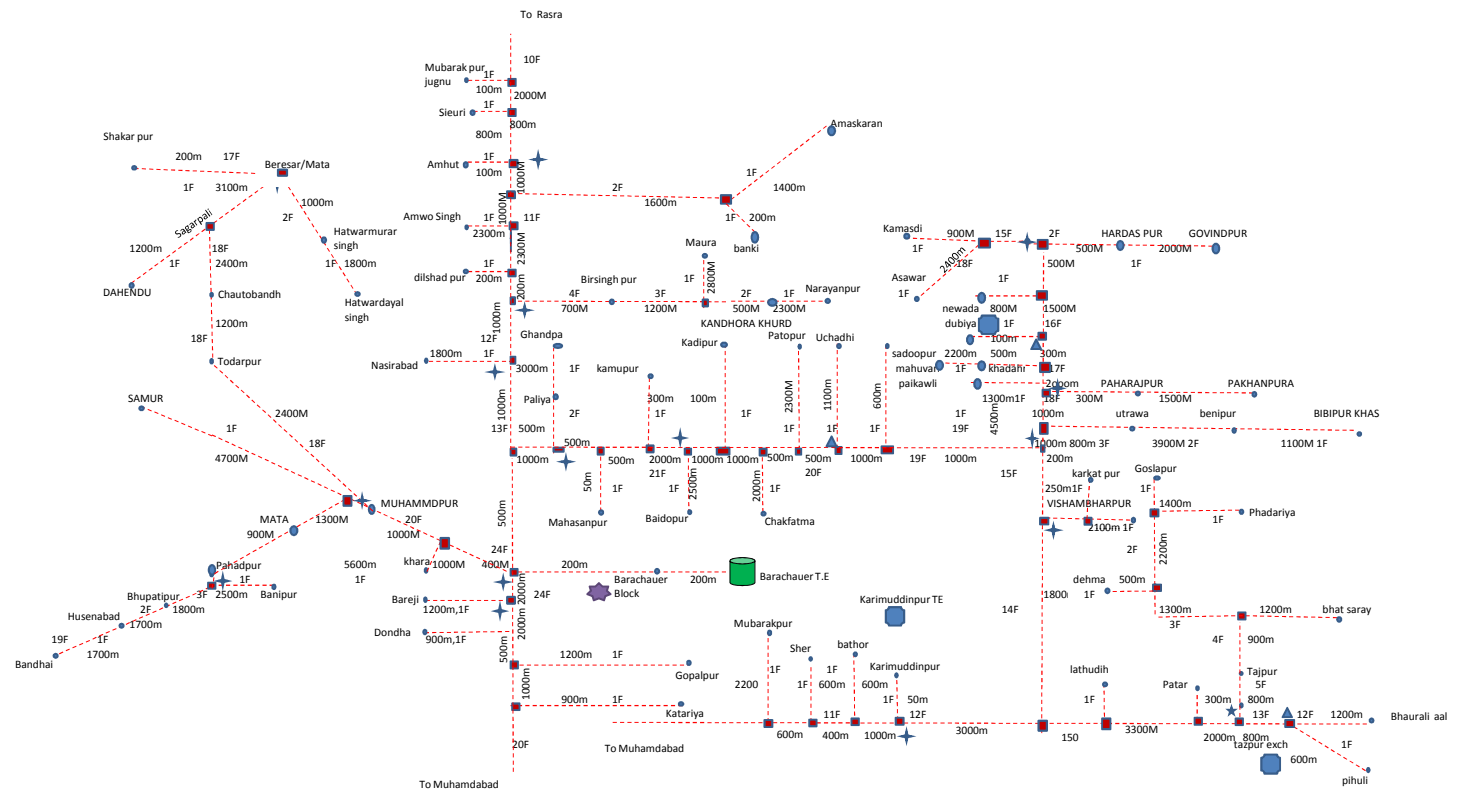 To Rasra
10F
Mubarak pur
jugnu
1F
100m
2000M
Sieuri
1F
800m
800m
Amhut
1F
100m
1000M
Amaskaran
1F
1400m
2F
1600m
1F
200m
banki
Shakar pur
200m
17F
Beresar/Mata
1F
3100m
1000m
2F
Sagarpali
Hatwarmurar
singh
1200m
1F
18F
2400m
1F
1800m
DAHENDU
Chautobandh
Hatwardayal
singh
1200m
18F
Todarpur
2400M
18F
1000M
Amwo Singh
1F
2300m
11F
2300M
dilshad pur
1F
200m
200m
Birsingh pur
Maura
1F
2800M
4F
700M
3F
1200M
2F
500M
1F
2300M
Narayanpur
KANDHORA KHURD
1000m
12F
Nasirabad
1800m
1F
3000m
1000m
13F
Ghandpa
1F
Paliya
2F
500m
500m
1000m
kamupur
300m
1F
Kadipur
100m
1F
Patopur
2300M
1F
Uchadhi
1100m
1F
600m
1F
500m
2000m
21F
1000m
1000m
500m
500m
20F
1000m
19F
1000m
1F
19F
50m
1F
Mahasanpur
1F
2500m
Baidopur
2000m
1F
Chakfatma
Kamasdi
900M
15F
1F
2F
500M
HARDAS PUR
1F
2000M
GOVINDPUR
2400m
18F
500M
Asawar
1F
1F
newada
800M
1500M
dubiya
1F
16F
100m
sadoopur
2200m
500m
300m
mahuvari
1F
khadahi
17F
paikawli
1300m1F
18F
300M
PAHARAJPUR
1500M
PAKHANPURA
4500m
1000m
utrawa
benipur
BIBIPUR KHAS
1000m
800m
3F
3900M
2F
1100M
1F
200m
15F
250m1F
karkat pur
VISHAMBHARPUR
2100m
1F
Goslapur
1F
1400m
Phadariya
1F
2F
2200m
dehma
1F
500m
1300m
3F
1200m
bhat saray
4F
900m
Tajpur
5F
800m
1800
14F
SAMUR
1F
4700M
MUHAMMDPUR
20F
1000M
MATA
1300M
900M
khara
1000M
400M
24F
500m
Pahadpur
1F
2500m
Banipur
3F
Bhupatipur
2F
1800m
Husenabad
1700m
19F
1F
1700m
Bandhai
5600m
1F
200m
Barachauer
200m
Barachauer T.E
Block
24F
2000m
Bareji
1200m,1F
2000m
Dondha
900m,1F
500m
1200m
1F
Gopalpur
1000m
900m
1F
Katariya
20F
To Muhamdabad
To Muhamdabad
Karimuddinpur TE
Mubarakpur
1F
2200
Sher
1F
bathor
1F
600m
600m
Karimuddinpur
1F
50m
600m
400m
11F
1000m
12F
3000m
150
lathudih
1F
3300M
Patar
300m
2000m
800m
13F
12F
1200m
Bhaurali aal
tazpur exch
600m
1F
pihuli